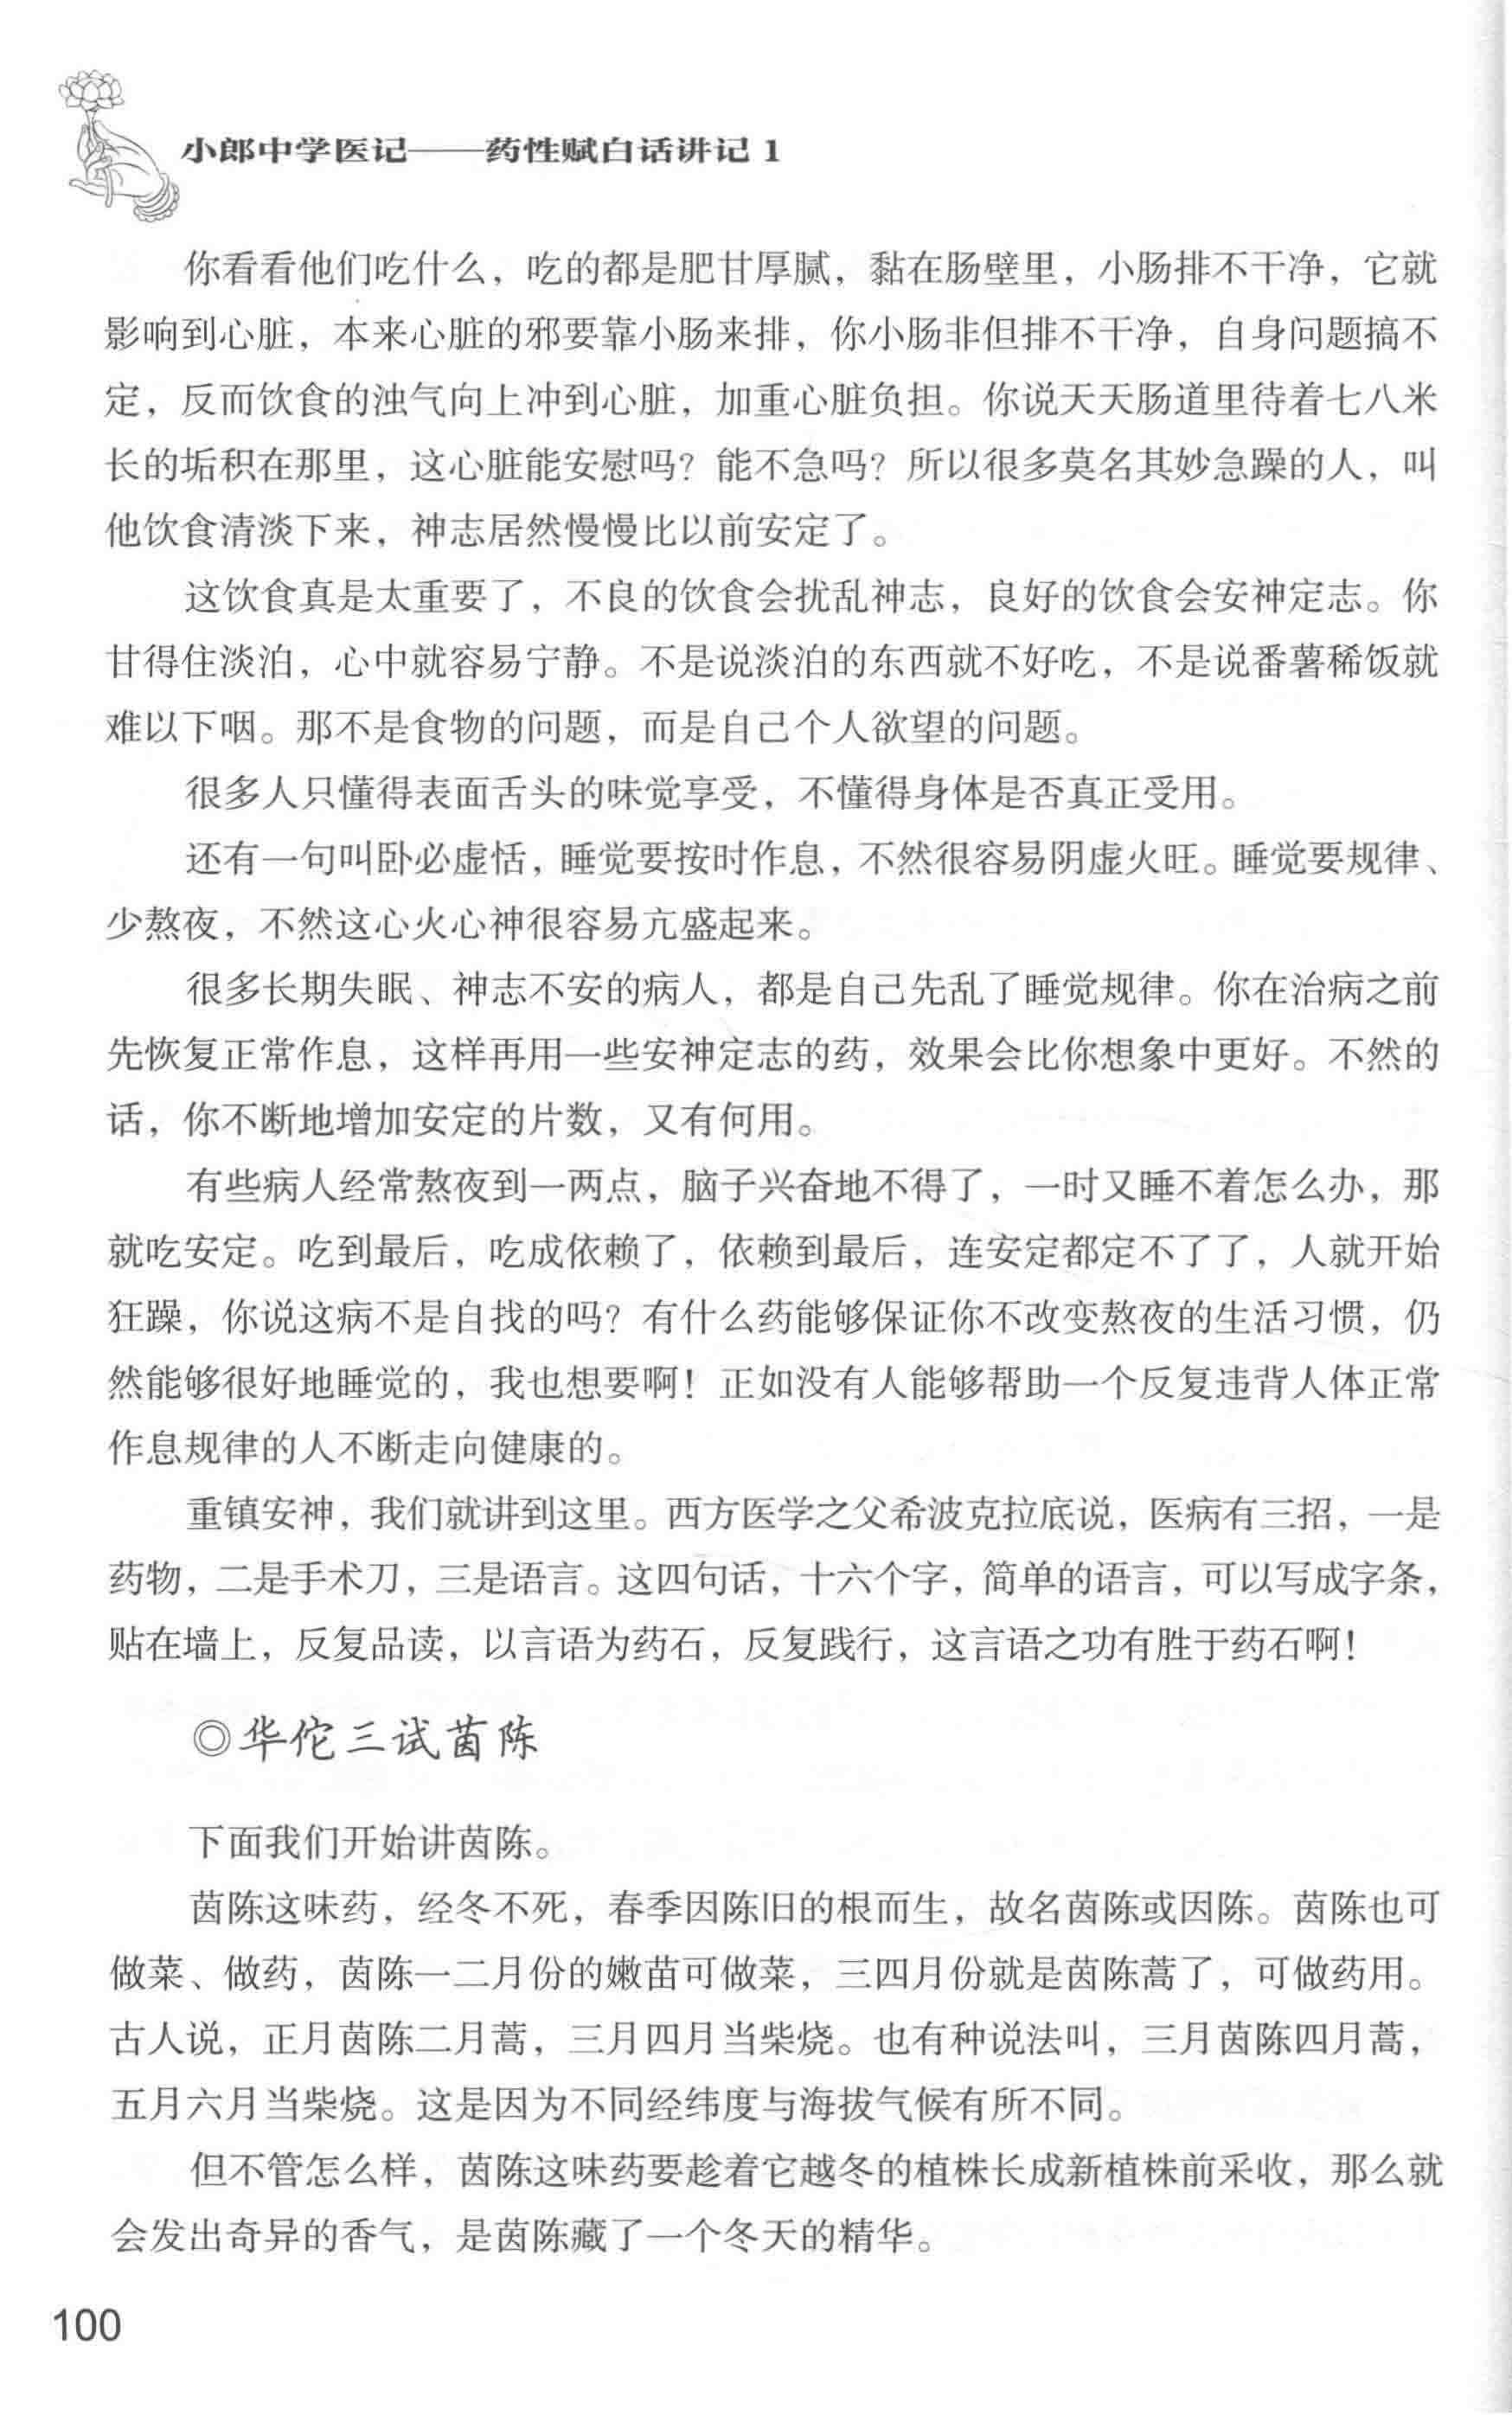 小郎中学医记——药性赋白话讲记 1
你看看他们吃什么，吃的都是肥甘厚腻，黏在肠壁里，小肠排不干净，它就
影响到心脏，本来心脏的邪要靠小肠来排，你小肠非但排不干净，自身问题搞不
定，反而饮食的浊气向上冲到心脏，加重心脏负担。你说天天肠道里待着七八米
长的垢积在那里，这心脏能安慰吗？能不急吗？所以很多莫名其妙急躁的人，叫
他饮食清淡下来，神志居然慢慢比以前安定了。
这饮食真是太重要了，不良的饮食会扰乱神志，良好的饮食会安神定志。你
甘得住淡泊，心中就容易宁静。不是说淡泊的东西就不好吃，不是说番薯稀饭就
难以下咽。那不是食物的问题，而是自己个人欲望的问题。
很多人只懂得表面舌头的味觉享受，不懂得身体是否真正受用。
还有一句叫卧必虚恬，睡觉要按时作息，不然很容易阴虚火旺。睡觉要规律、
少熬夜，不然这心火心神很容易亢盛起来。
很多长期失眠、神志不安的病人，都是自己先乱了睡觉规律。你在治病之前
先恢复正常作息，这样再用一些安神定志的药，效果会比你想象中更好。不然的
话，你不断地增加安定的片数，又有何用。
有些病人经常熬夜到一两点，脑子兴奋地不得了，一时又睡不着怎么办，那
就吃安定。吃到最后，吃成依赖了，依赖到最后，连安定都定不了了，人就开始
狂躁，你说这病不是自找的吗？有什么药能够保证你不改变熬夜的生活习惯，仍
然能够很好地睡觉的，我也想要啊！正如没有人能够帮助一个反复违背人体正常
作息规律的人不断走向健康的。
重镇安神，我们就讲到这里。西方医学之父希波克拉底说，医病有三招，一是
药物，二是手术刀，三是语言。这四句话，十六个字，简单的语言，可以写成字条，
贴在墙上，反复品读，以言语为药石，反复践行，这言语之功有胜于药石啊！
◎华佗三试茵陈
下面我们开始讲茵陈。
茵陈这味药，经冬不死，春季因陈旧的根而生，故名茵陈或因陈。茵陈也可
做菜、做药，茵陈一二月份的嫩苗可做菜，三四月份就是茵陈蒿了，可做药用。
古人说，正月茵陈二月蒿，三月四月当柴烧。也有种说法叫，三月茵陈四月蒿，
五月六月当柴烧。这是因为不同经纬度与海拔气候有所不同。
但不管怎么样，茵陈这味药要趁着它越冬的植株长成新植株前采收，那么就
会发出奇异的香气，是茵陈藏了一个冬天的精华。
100